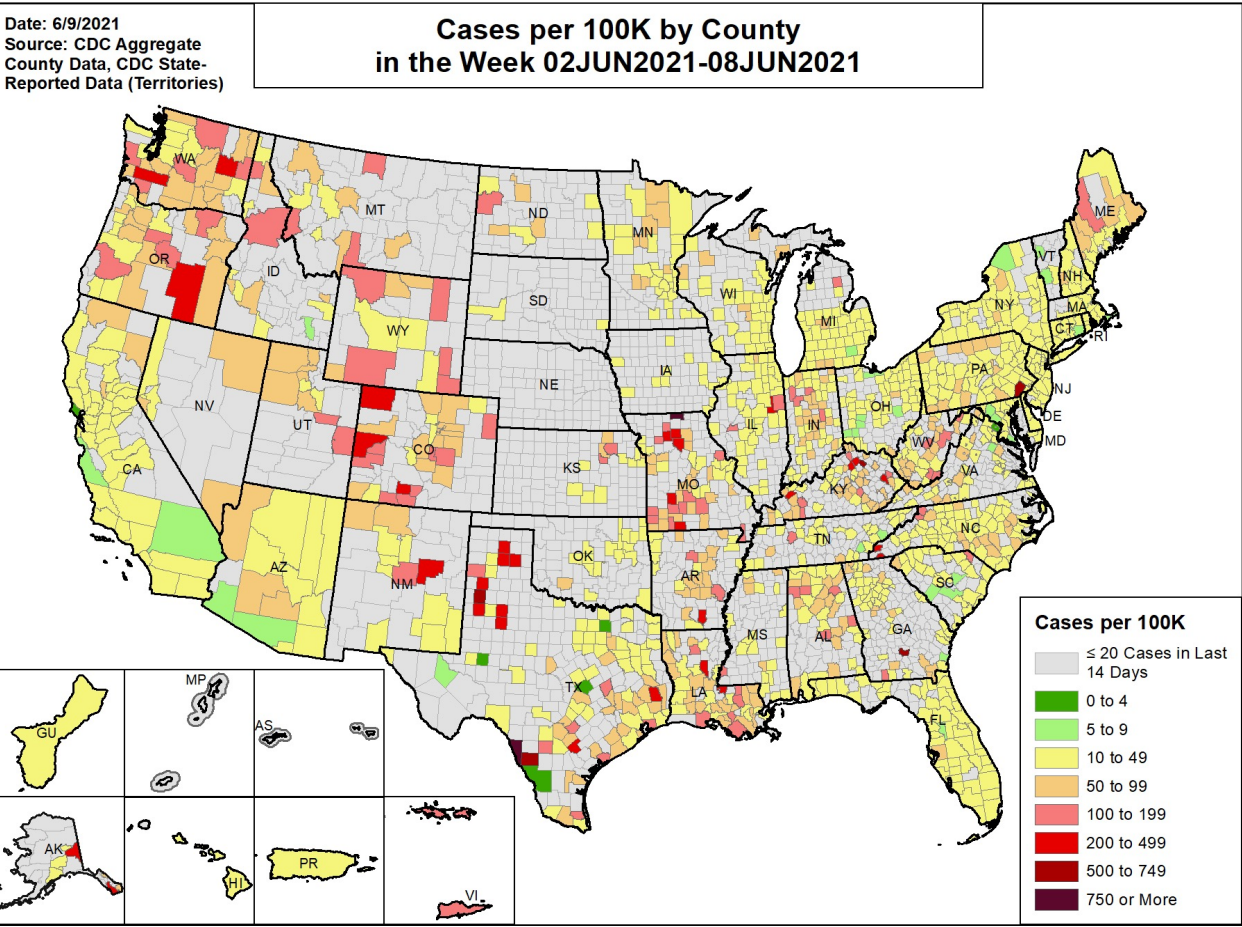 Date: 6/9/2021
Source: CDC Aggregate
County Data, CDC State-
Reported Data (Territories)
Cases per 100K by County
in the Week 02JUN2021-08JUN2021
WA
MT
ND
MN
ME
OR
ID
SD
WI
MI
VT
NH
NY
MA
CT
RI
WY
NE
IA
PA
NJ
NV
UT
CO
IL
IN
OH
DE
MD
CA
KS
MO
WV
VA
KY
AZ
NM
OK
AR
TN
NC
SC
MS
AL
GA
TX
LA
FL
GU
MP
AS
AK
HI
PR
VI
Cases per 100K
≤ 20 Cases in Last
14 Days
0 to 4
5 to 9
10 to 49
50 to 99
100 to 199
200 to 499
500 to 749
750 or More